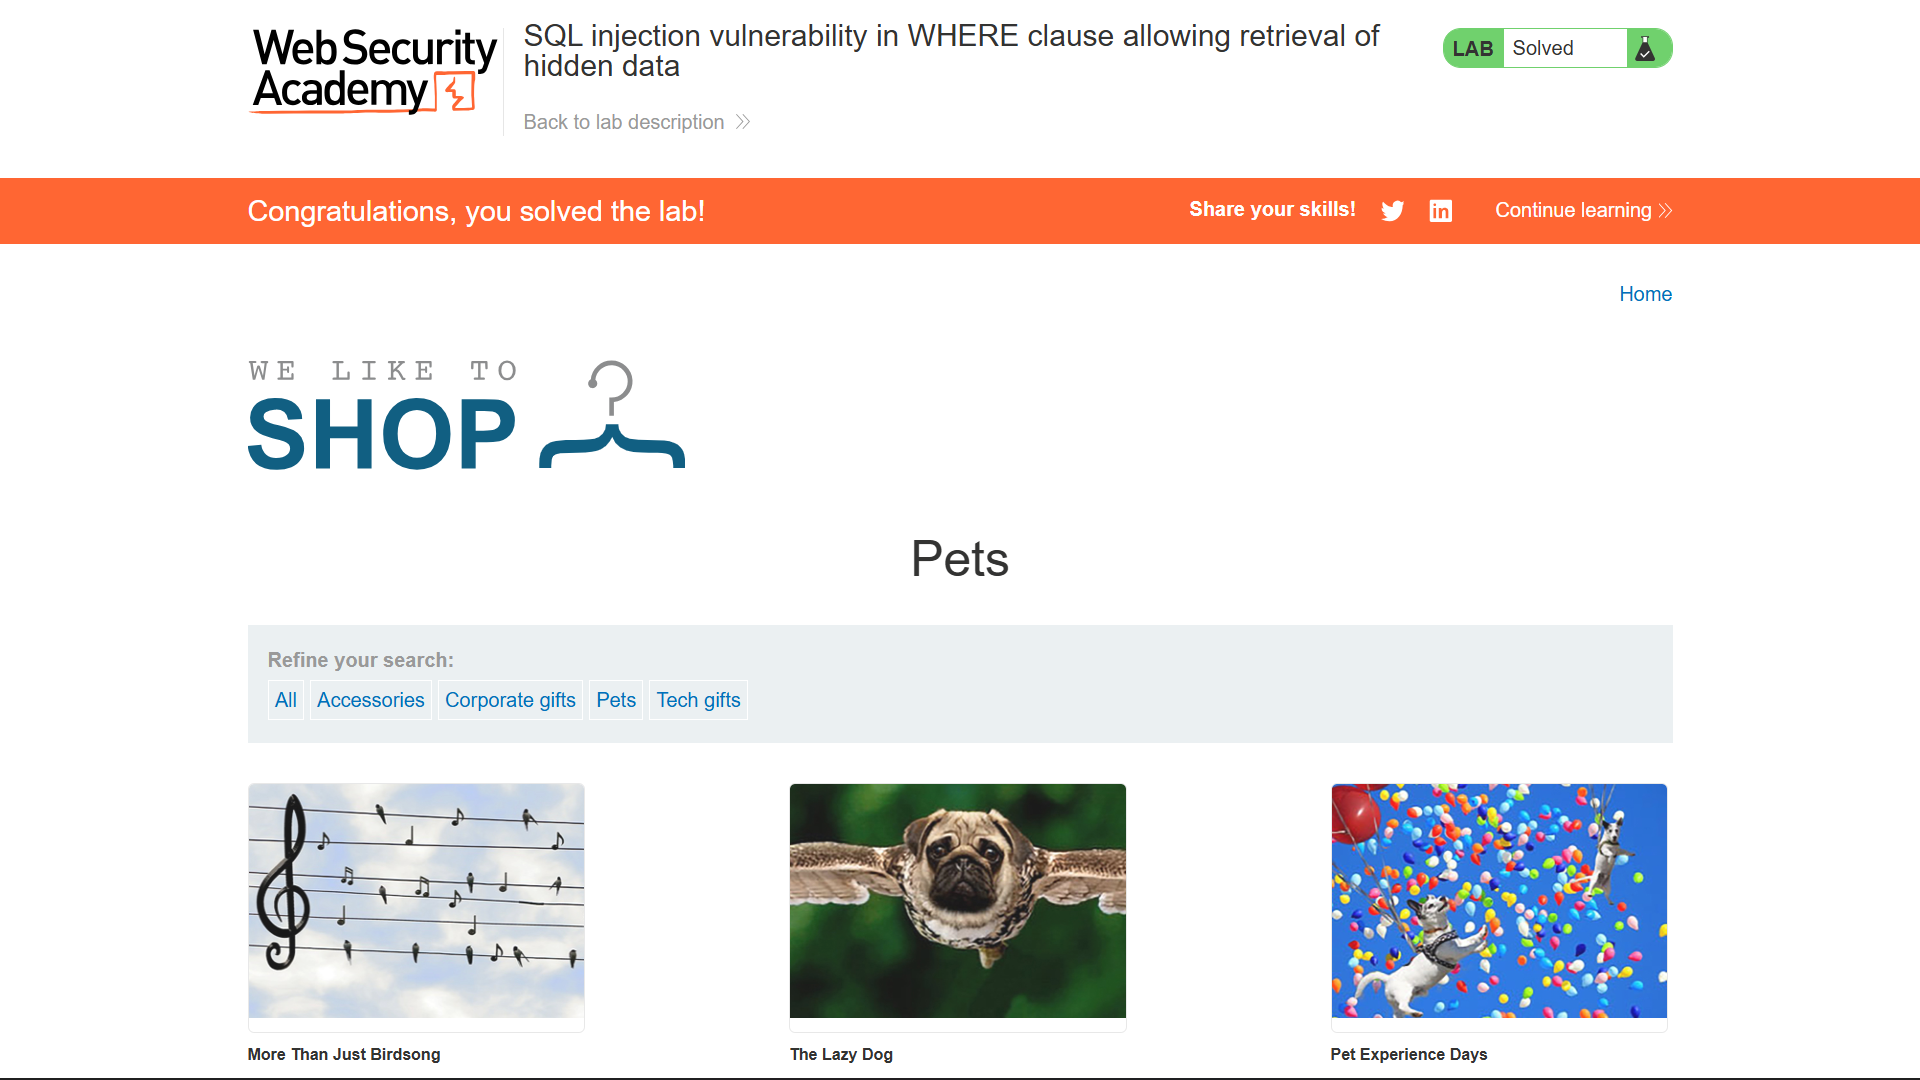 Web Security
Academy
SQL injection vulnerability in WHERE clause allowing retrieval of
hidden data
Back to lab description
LAB Solved
Congratulations, you solved the lab!
Share your skills!
Continue learning
Home
WE LIKE TO
SHOP
Pets
Refine your search:
All Accessories Corporate gifts Pets Tech gifts
More Than Just Birdsong
The Lazy Dog
Pet Experience Days